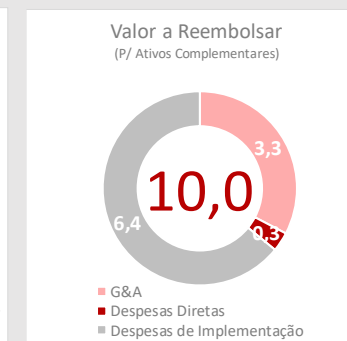 Valor a Reembolsar
(P/ Ativos Complementares)
3,3
10,0
0,3
6,4
G&A
Despesas Diretas
Despesas de Implementação